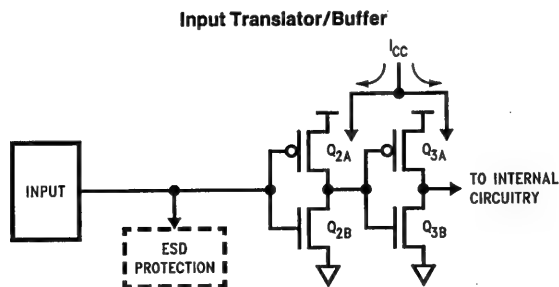 Input Translator/Buffer
ICC
Q2A
Q3A
INPUT
TO INTERNAL
CIRCUITRY
Q2B
Q3B
ESD
PROTECTION